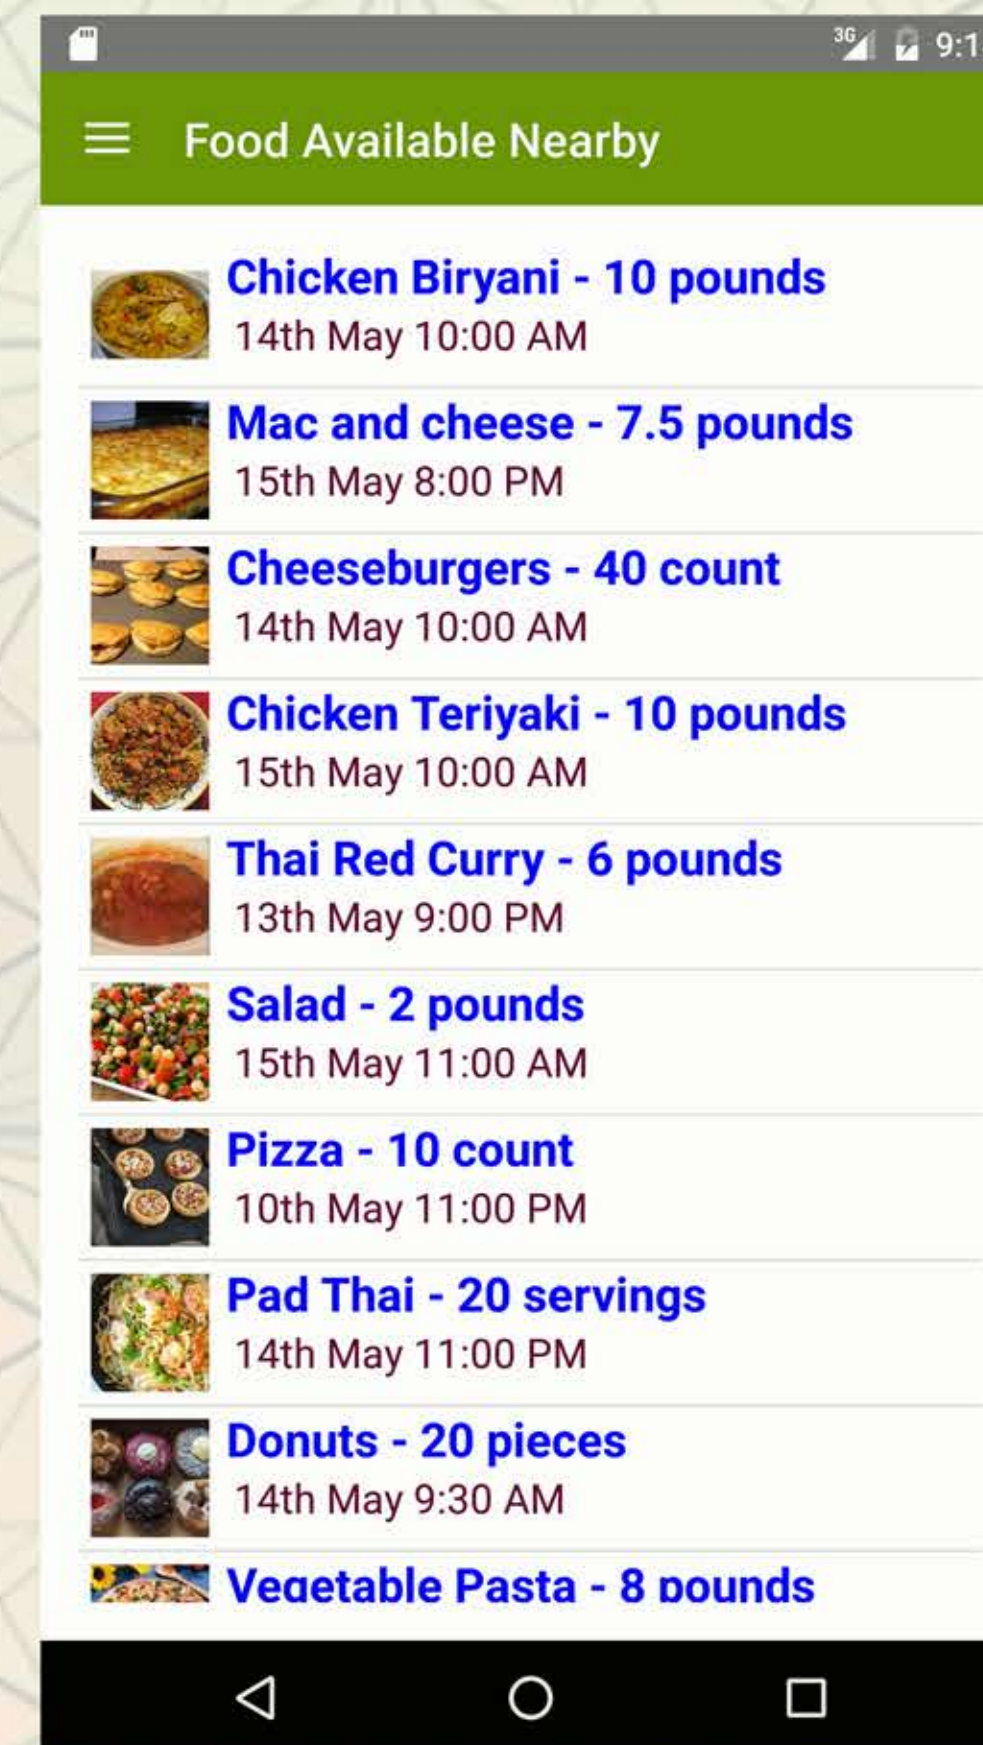 3G 9:1
Food Available Nearby
Chicken Biryani - 10 pounds
14th May 10:00 AM
Mac and cheese - 7.5 pounds
15th May 8:00 PM
Cheeseburgers - 40 count
14th May 10:00 AM
Chicken Teriyaki - 10 pounds
15th May 10:00 AM
Thai Red Curry - 6 pounds
13th May 9:00 PM
Salad - 2 pounds
15th May 11:00 AM
Pizza - 10 count
10th May 11:00 PM
Pad Thai - 20 servings
14th May 11:00 PM
Donuts - 20 pieces
14th May 9:30 AM
Vegetable Pasta - 8 pounds